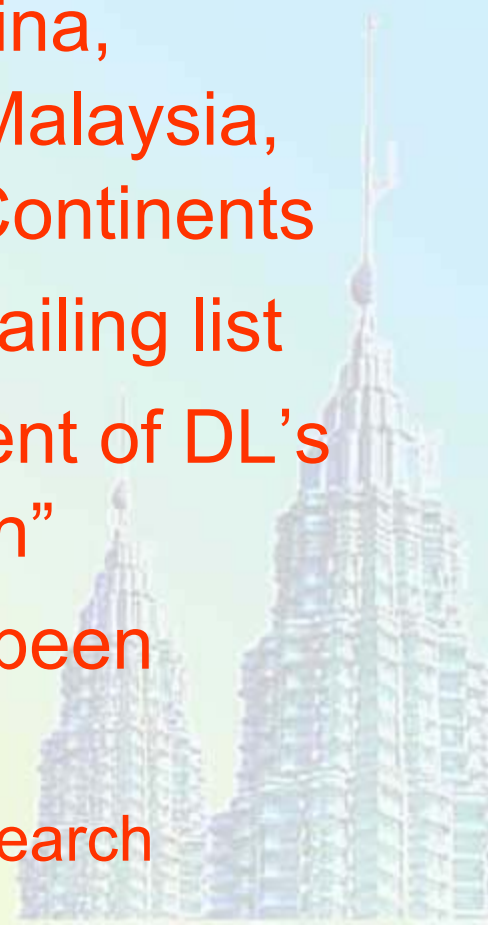 ina,
Malaysia,
Continents
ailing list
ent of DL’s
n”
been
earch